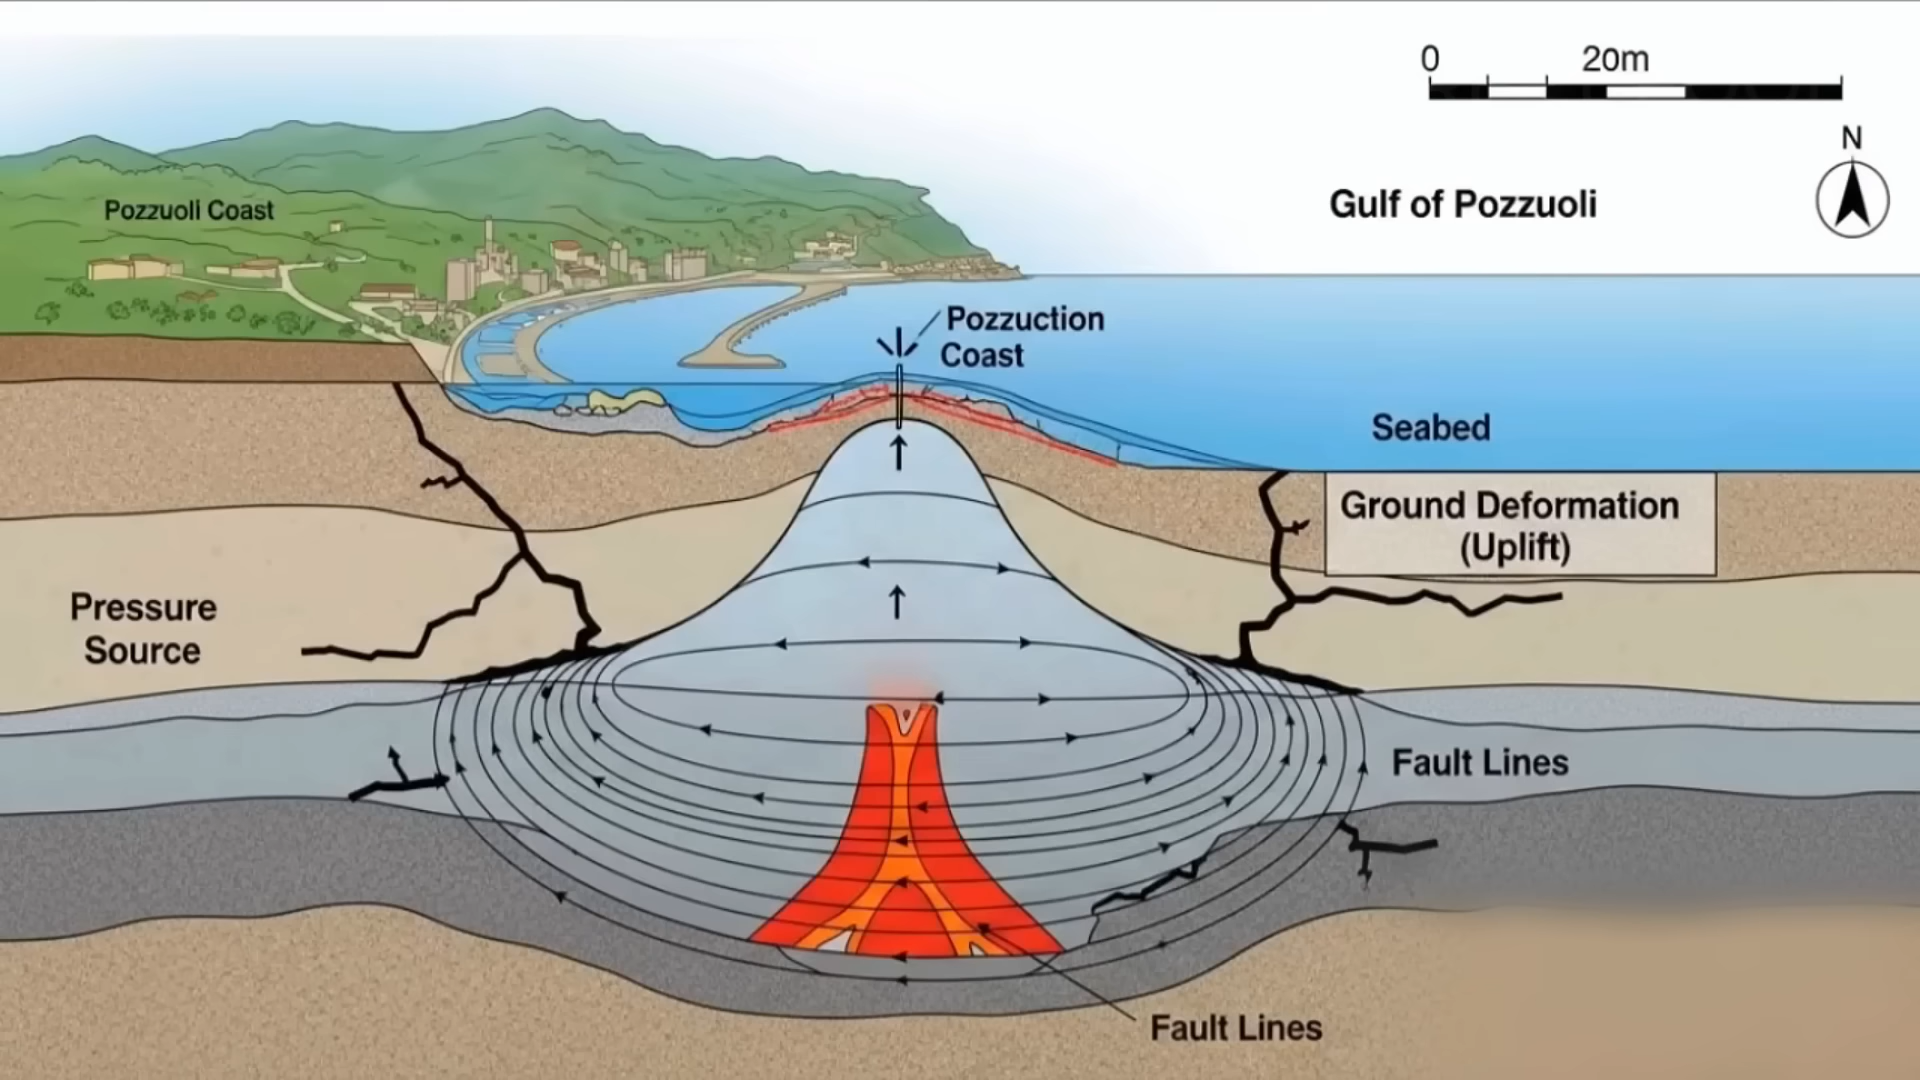 0 20m
N
Gulf of Pozzuoli
Pozzuoli Coast
Pozzuction
Coast
Seabed
Ground Deformation
(Uplift)
Pressure
Source
Fault Lines
Fault Lines